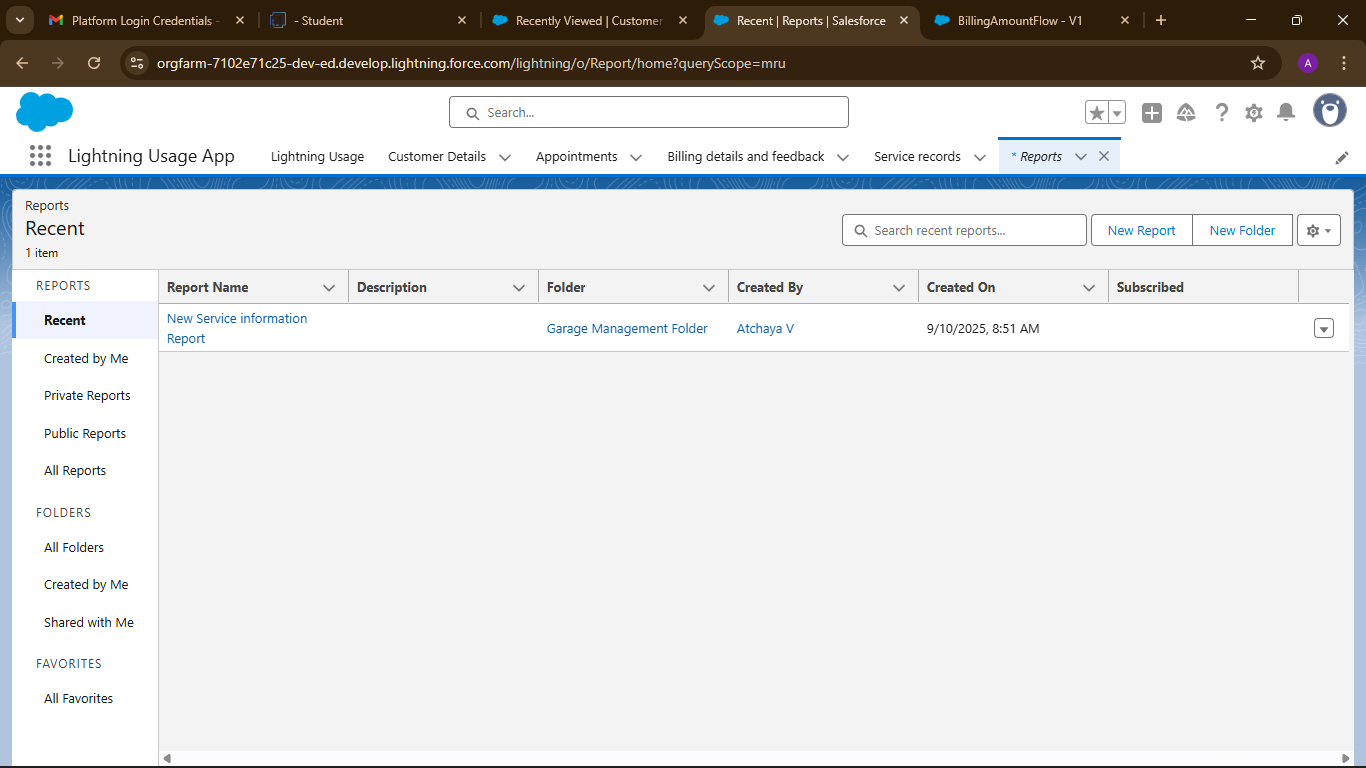 Platform Login Credentials -
- Student
Recently Viewed | Customer
Recent | Reports | Salesforce
BillingAmountFlow - V1
orgfarm-7102e71c25-dev-ed.develop.lightning.force.com/lightning/o/Report/home?queryScope=mru
A
Search...
Lightning Usage App
Lightning Usage
Customer Details
Appointments
Billing details and feedback
Service records
* Reports
Reports
Recent
1 item
Search recent reports...
New Report
New Folder
REPORTS
Recent
Created by Me
Private Reports
Public Reports
All Reports
FOLDERS
All Folders
Created by Me
Shared with Me
FAVORITES
All Favorites
Report Name Description Folder Created By Created On Subscribed
New Service information
Report
Garage Management Folder Atchaya V 9/10/2025, 8:51 AM